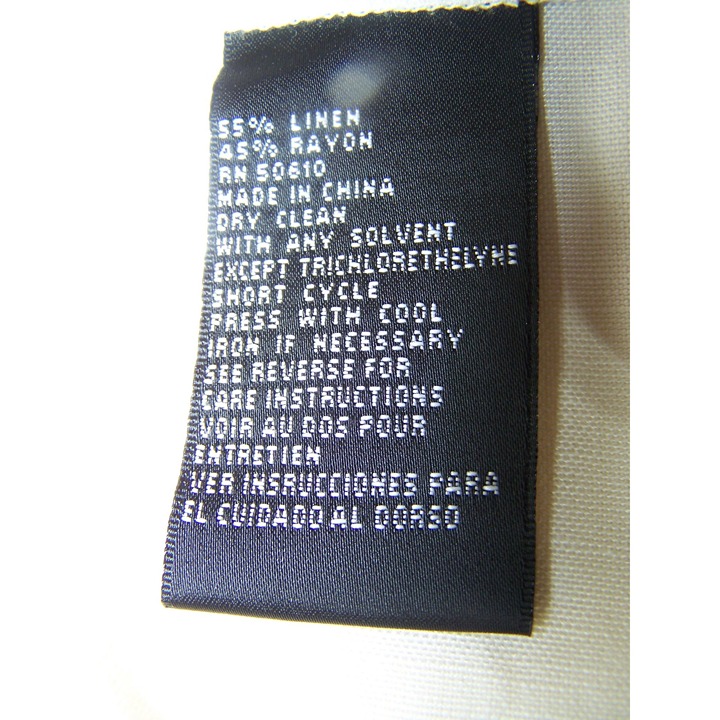 55% LINEN
45% RAYON
RN 50610
MADE IN CHINA
DRY CLEAN
WITH ANY SOLVENT
EXCEPT TRICHLORETHELYNE
SHORT CYCLE
PRESS WITH COOL
IRON IF NECESSARY
SEE REVERSE FOR
CARE INSTRUCTIONS
VOIR AU DOS POUR
ENTRETIEN
VER INSRUCCIONES PARA
EL CUIDADO AL DORSO